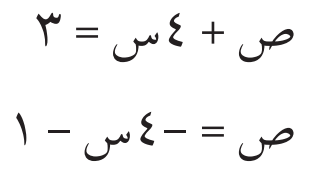 ص + ٤س = ٣
ص = −٤س − ١